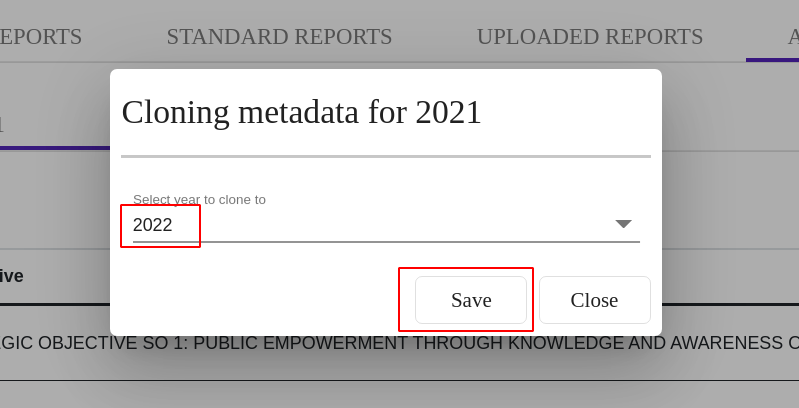 EPORTS STANDARD REPORTS UPLOADED REPORTS A
1
Cloning metadata for 2021
Select year to clone to
2022
ive
Save Close
GIC OBJECTIVE SO 1: PUBLIC EMPOWERMENT THROUGH KNOWLEDGE AND AWARENESS O